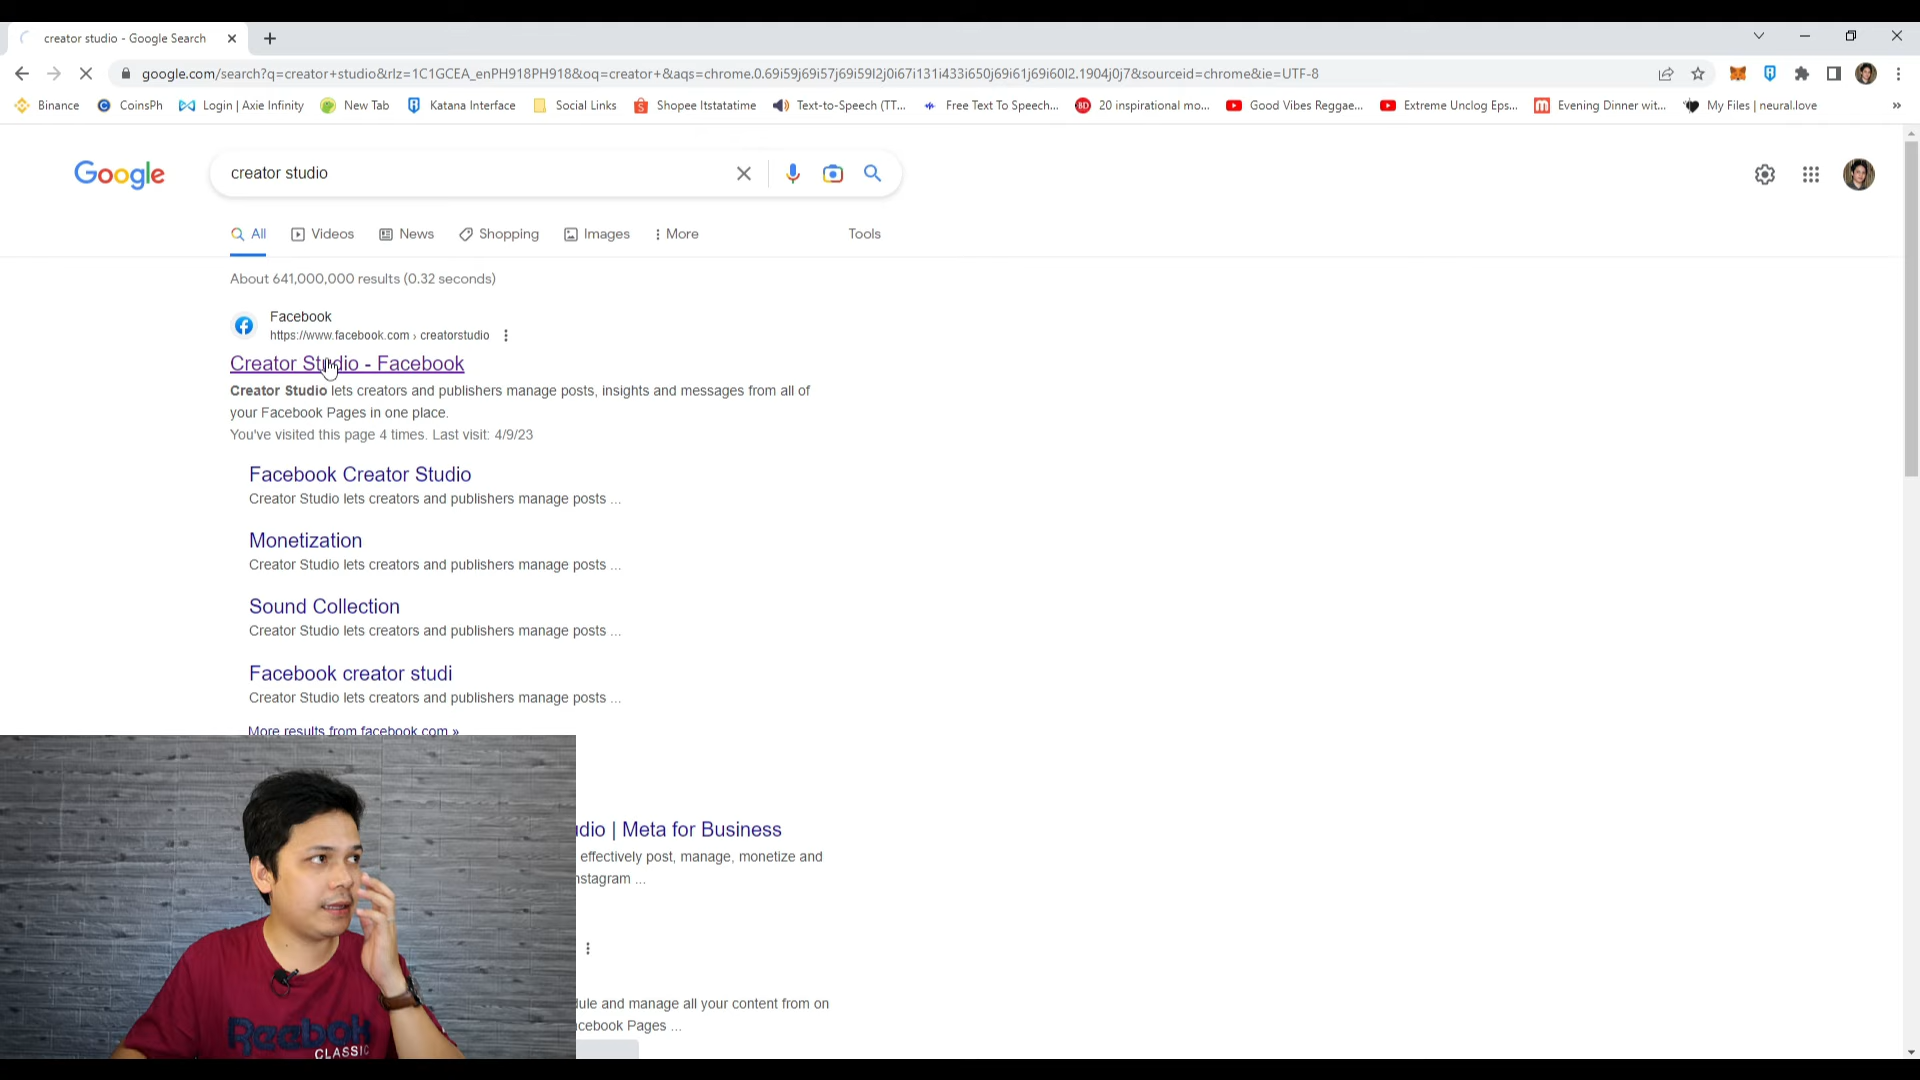 creator studio - Google Search
google.com/search?q=creator+studio&rlz=1C1GCEA_enPH918PH918&oq=creator+&aqs=chrome.0.69i59j69i57j69i59l2j0i67i131i433i650j69i61j69i60l2.1904j0j7&sourceid=chrome&ie=UTF-8
Binance CoinsPh Login | Axie Infinity New Tab Katana Interface Social Links Shopee Itstatatime Text-to-Speech (TT... Free Text To Speech... 20 inspirational mo... Good Vibes Reggae... Extreme Unclog Eps... Evening Dinner wit... My Files | neural.love »
Google
creator studio
All Videos News Shopping Images More Tools
About 641,000,000 results (0.32 seconds)
Facebook
https://www.facebook.com › creatorstudio
Creator Studio - Facebook
Creator Studio lets creators and publishers manage posts, insights and messages from all of
your Facebook Pages in one place.
You've visited this page 4 times. Last visit: 4/9/23
Facebook Creator Studio
Creator Studio lets creators and publishers manage posts ...
Monetization
Creator Studio lets creators and publishers manage posts ...
Sound Collection
Creator Studio lets creators and publishers manage posts ...
Facebook creator studi
Creator Studio lets creators and publishers manage posts ...
More results from facebook.com »
dio | Meta for Business
effectively post, manage, monetize and
stagram ...
dule and manage all your content from on
cebook Pages ...
Reebok
CLASSIC